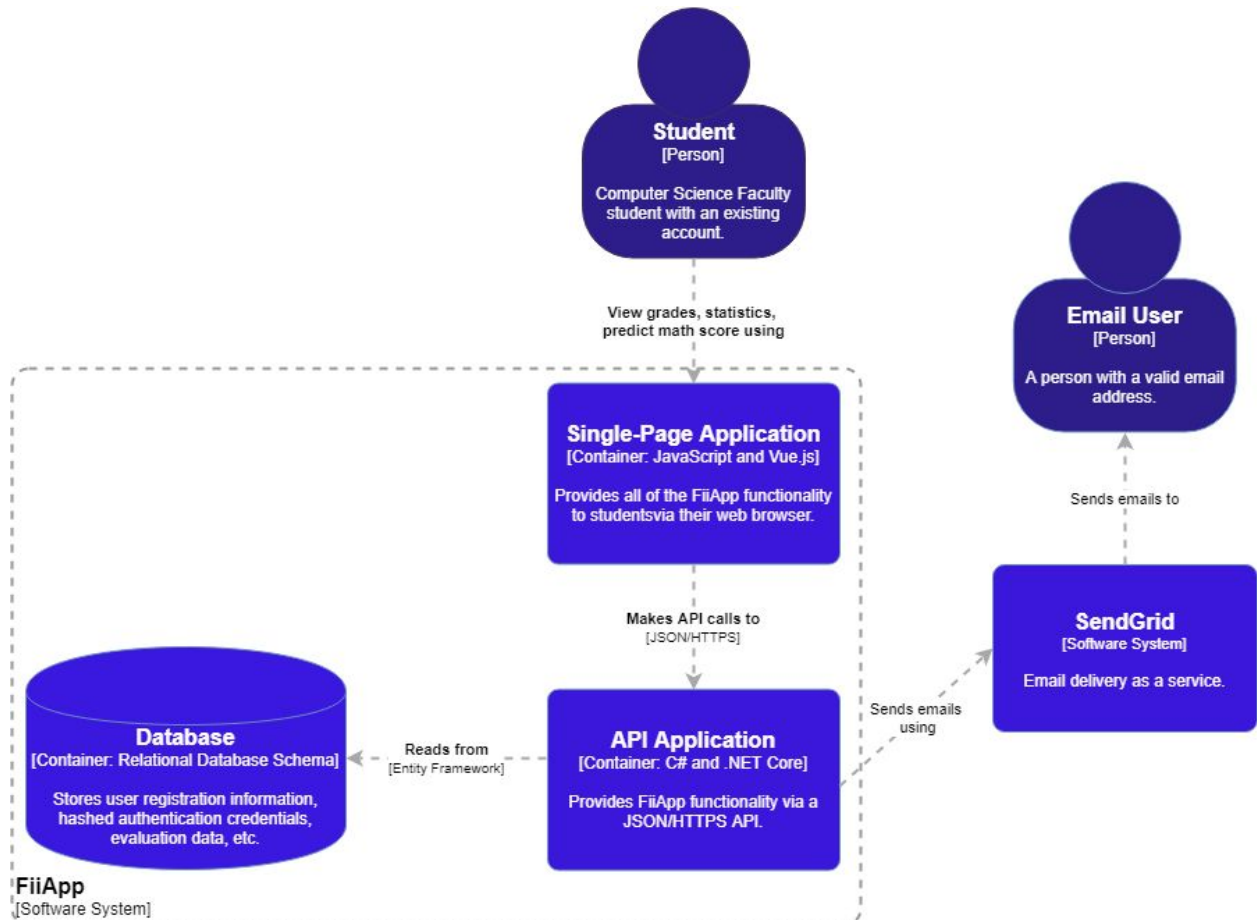 Student
[Person]
Computer Science Faculty
student with an existing
account.
View grades, statistics,
predict math score using
Email User
[Person]
A person with a valid email
address.
Single-Page Application
[Container: JavaScript and Vue.js]
Provides all of the FiiApp functionality
to studentsvia their web browser.
Sends emails to
Makes API calls to
[JSON/HTTPS]
SendGrid
[Software System]
Email delivery as a service.
Sends emails
using
API Application
[Container: C# and .NET Core]
Provides FiiApp functionality via a
JSON/HTTPS API.
Reads from
[Entity Framework]
Database
[Container: Relational Database Schema]
Stores user registration information,
hashed authentication credentials,
evaluation data, etc.
FiiApp
[Software System]